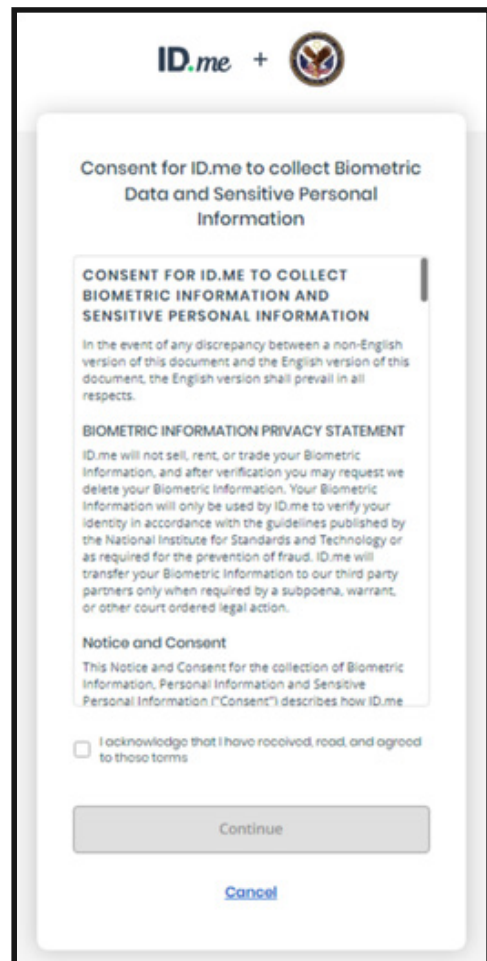 ID.me +
Consent for ID.me to collect Biometric
Data and Sensitive Personal
Information
CONSENT FOR ID.ME TO COLLECT
BIOMETRIC INFORMATION AND
SENSITIVE PERSONAL INFORMATION
In the event of any discrepancy between a non-English
version of this document and the English version of this
document, the English version shall prevail in all
respects.
BIOMETRIC INFORMATION PRIVACY STATEMENT
ID.me will not sell, rent, or trade your Biometric
Information, and after verification you may request we
delete your Biometric Information. Your Biometric
Information will only be used by ID.me to verify your
identity in accordance with the guidelines published by
the National Institute for Standards and Technology or
as required for the prevention of fraud. ID.me will
transfer your Biometric Information to our third party
partners only when required by a subpoena, warrant,
or other court ordered legal action.
Notice and Consent
This Notice and Consent for the collection of Biometric
Information, Personal Information and Sensitive
Personal Information ("Consent") describes how ID.me
I acknowledge that I have received, read, and agreed
to these terms
Continue
Cancel